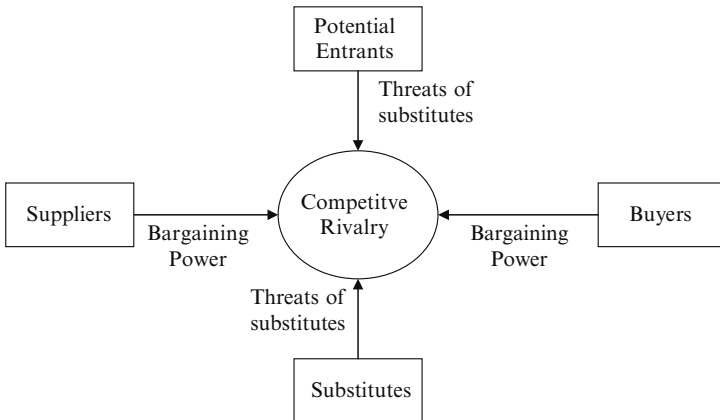 Potential
Entrants
Threats of
substitutes
Suppliers
Bargaining
Power
Competitve
Rivalry
Bargaining
Power
Buyers
Threats of
substitutes
Substitutes